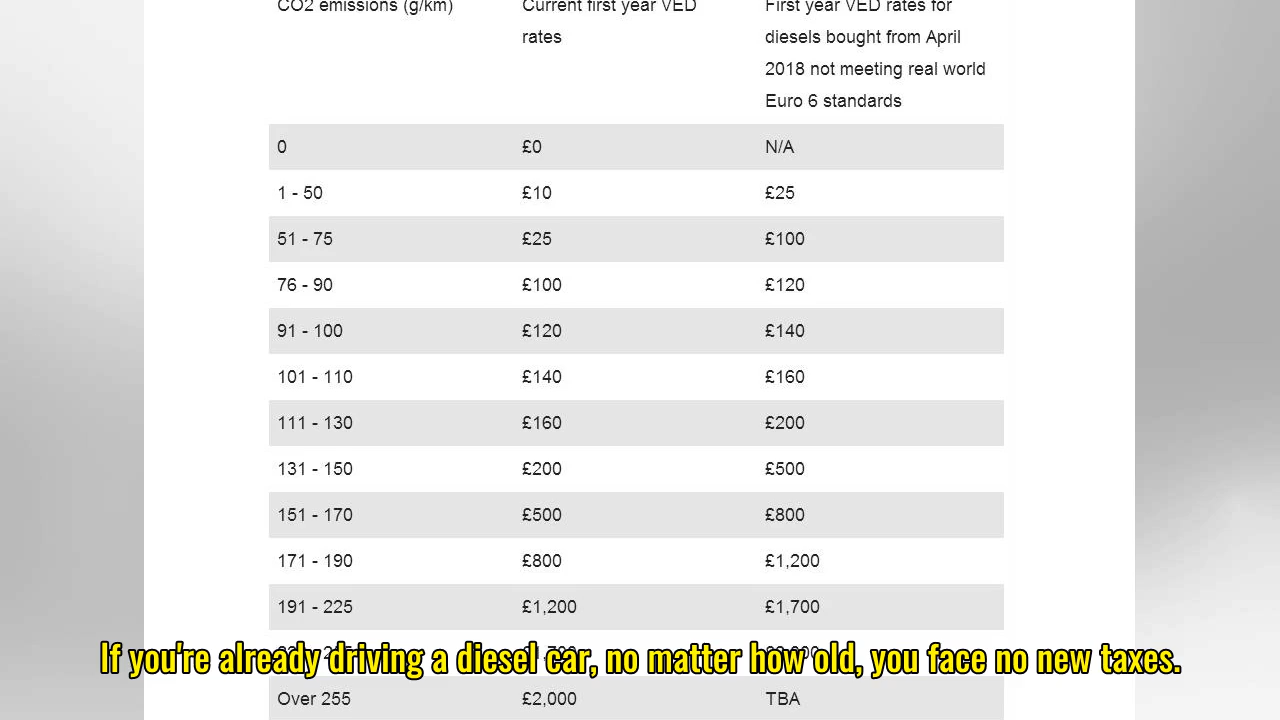 CO2 emissions (g/km) Current first year VED rates First year VED rates for diesels bought from April 2018 not meeting real world Euro 6 standards
0 £0 N/A
1 - 50 £10 £25
51 - 75 £25 £100
76 - 90 £100 £120
91 - 100 £120 £140
101 - 110 £140 £160
111 - 130 £160 £200
131 - 150 £200 £500
151 - 170 £500 £800
171 - 190 £800 £1,200
191 - 225 £1,200 £1,700
If you're already driving a diesel car, no matter how old, you face no new taxes.
Over 255 £2,000 TBA